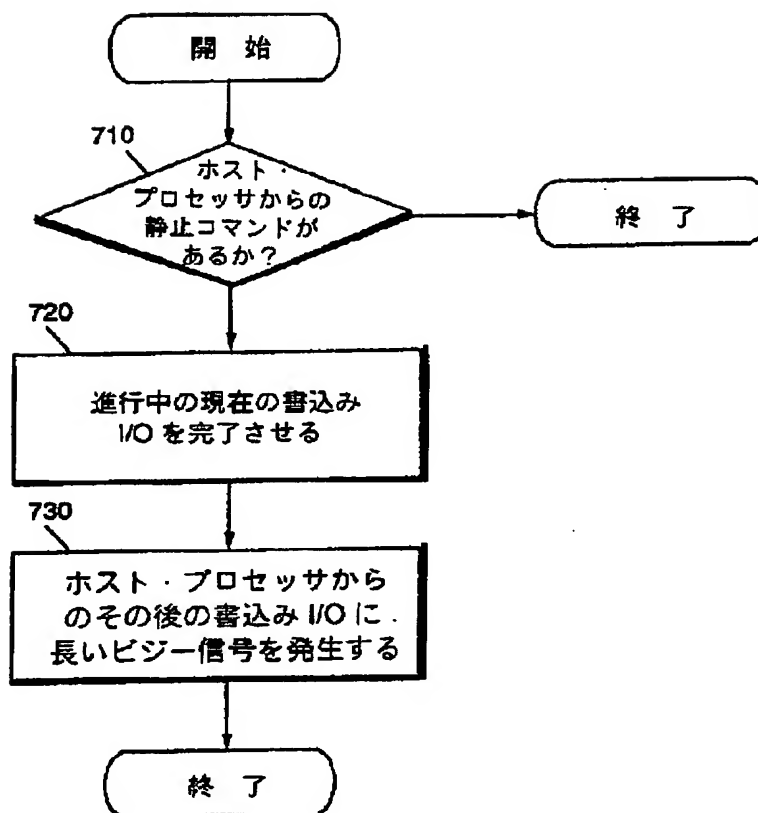 開 始
710
ホスト・
プロセッサからの
静止コマンドが
あるか?
終 了
720
進行中の現在の書込み
I/O を完了させる
730
ホスト・プロセッサから
のその後の書込み I/O に
長いビジー信号を発生する
終 了